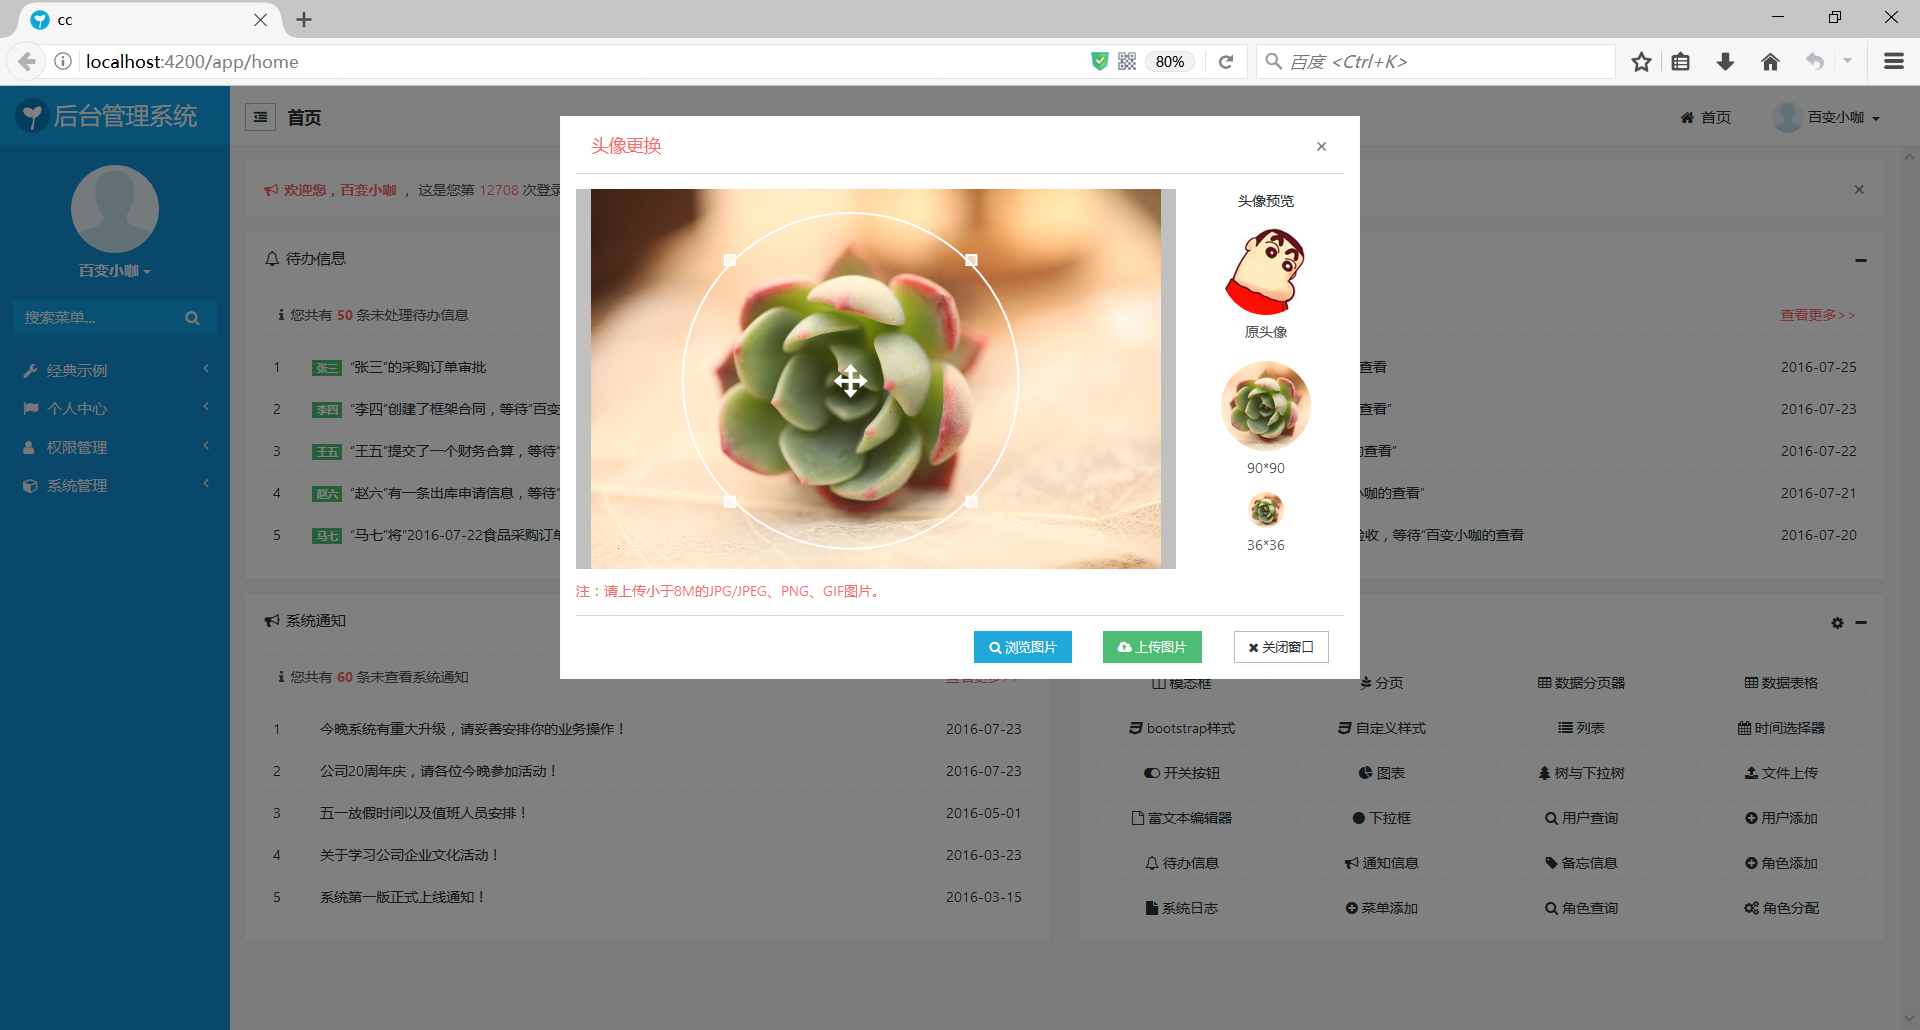 cc
localhost:4200/app/home
80%
百度 <Ctrl+K>
后台管理系统
首页
首页
百变小咖
百变小咖
搜索菜单...
经典示例
个人中心
权限管理
系统管理
欢迎您，百变小咖 ， 这是您第 12708 次登录
待办信息
您共有 50 条未处理待办信息
查看更多>>
1 张三 "张三"的采购订单审批
查看 2016-07-25
2 李四 "李四"创建了框架合同，等待"百变
查看" 2016-07-23
3 王五 "王五"提交了一个财务合算，等待"
查看" 2016-07-22
4 赵六 "赵六"有一条出库申请信息，等待"
咖的查看" 2016-07-21
5 马七 "马七"将"2016-07-22食品采购订单
收，等待"百变小咖的查看 2016-07-20
头像更换
头像预览
原头像
90*90
36*36
注：请上传小于8M的JPG/JPEG、PNG、GIF图片。
浏览图片
上传图片
关闭窗口
系统通知
您共有 60 条未查看系统通知
1 今晚系统有重大升级，请妥善安排你的业务操作！ 2016-07-23
2 公司20周年庆，请各位今晚参加活动！ 2016-07-23
3 五一放假时间以及值班人员安排！ 2016-05-01
4 关于学习公司企业文化活动！ 2016-03-23
5 系统第一版正式上线通知！ 2016-03-15
模态框 分页 数据分页器 数据表格
bootstrap样式 自定义样式 列表 时间选择器
开关按钮 图表 树与下拉树 文件上传
富文本编辑器 下拉框 用户查询 用户添加
待办信息 通知信息 备忘信息 角色添加
系统日志 菜单添加 角色查询 角色分配